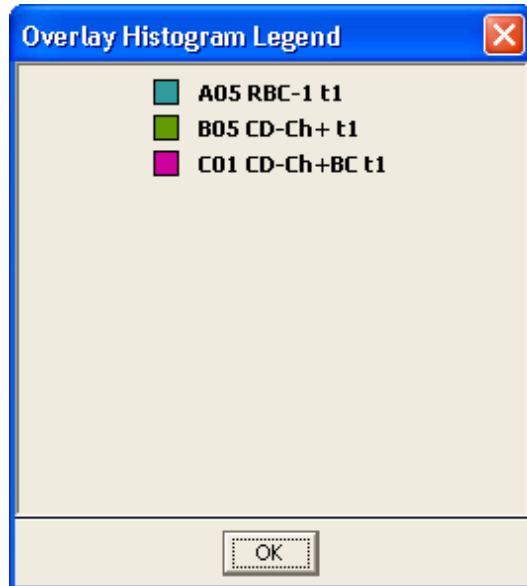 Overlay Histogram Legend
A05 RBC-1 t1
B05 CD-Ch+ t1
C01 CD-Ch+BC t1
OK